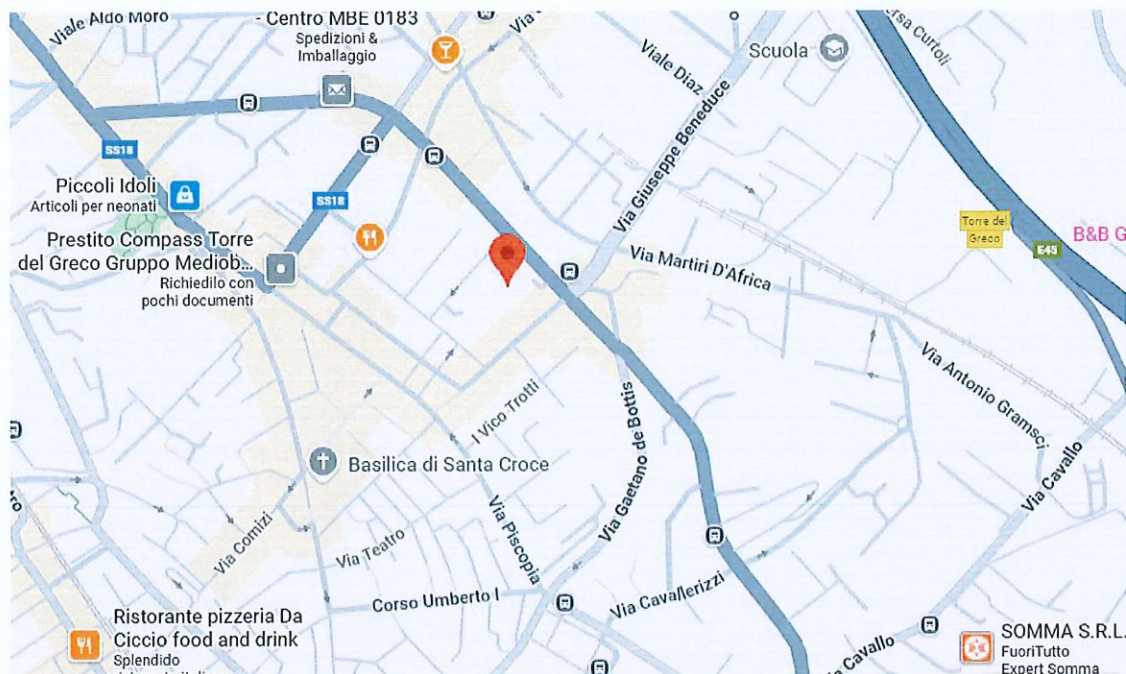 Viale Aldo Moro
- Centro MBE 0183
Spedizioni &
Imballaggio
Scuola
Viale Diaz
Curtoli
Via Giuseppe Beneduce
SS18
Piccoli Idoli
Articoli per neonati
SS18
Prestito Compass Torre
del Greco Gruppo Mediob...
Richiedilo con
pochi documenti
Torre del
Greco
B&B G
E45
Via Martiri D'Africa
Via Antonio Gramsci
I Vico Trotti
Via Gaetano de Bottis
Via Cavallo
Basilica di Santa Croce
Via Comizi
Via Teatro
Via Piscopia
Corso Umberto I
Via Cavallerizzi
Ristorante pizzeria Da
Ciccio food and drink
Splendido
Via Cavallo
SOMMA S.R.L.
FuoriTutto
Expert Somma